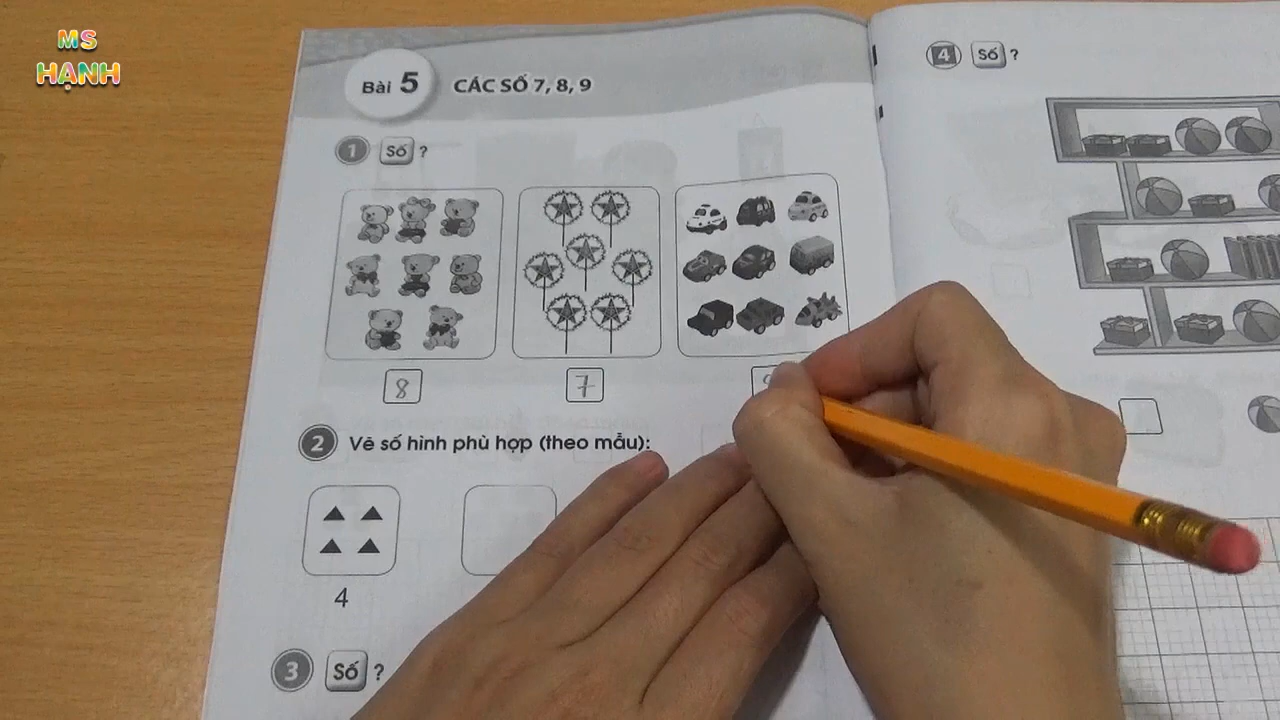 MS
HẠNH
Bài 5 CÁC SỐ 7, 8, 9
1 Số ?
8 7
2 Vẽ số hình phù hợp (theo mẫu):
4
3 Số ?
4 Số ?